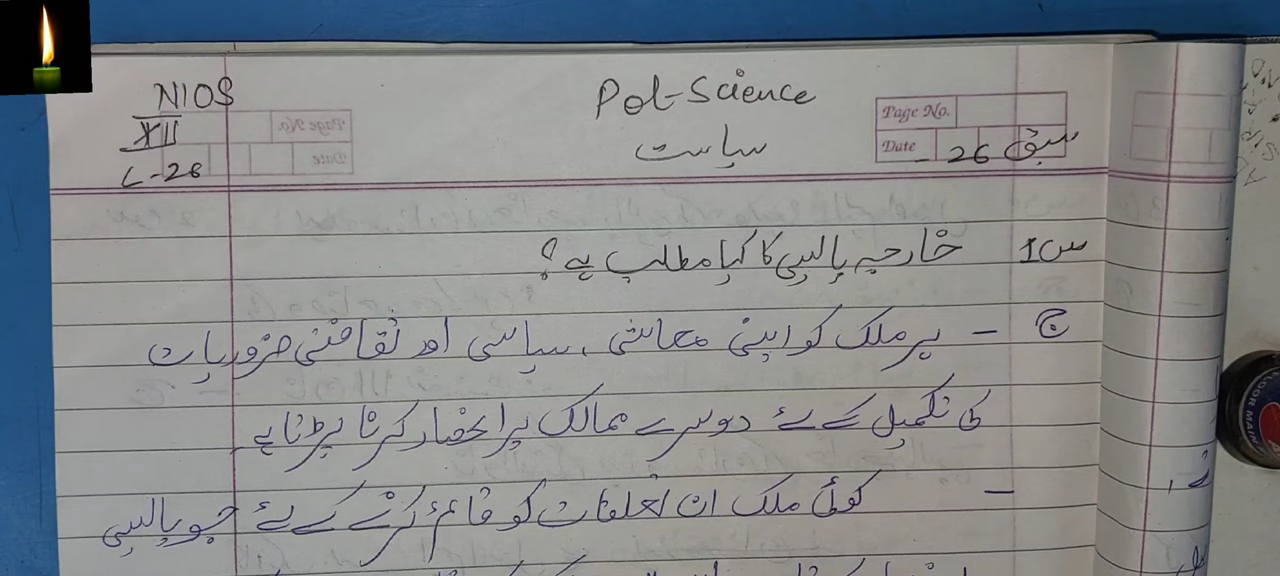 NIOS
XII
L-26
Pol-Science
سیاست
Page No.
Date
سبق 26
س1 خارجہ پالیسی کا کیا مطلب ہے؟
ج - ہر ملک کو اپنی معاشی، سیاسی اور ثقافتی ضروریات
کی تکمیل کے لئے دوسرے ممالک پر انحصار کرنا پڑتا ہے
- کوئی ملک ان تعلقات کو قائم کرنے کے لئے جو پالیسی